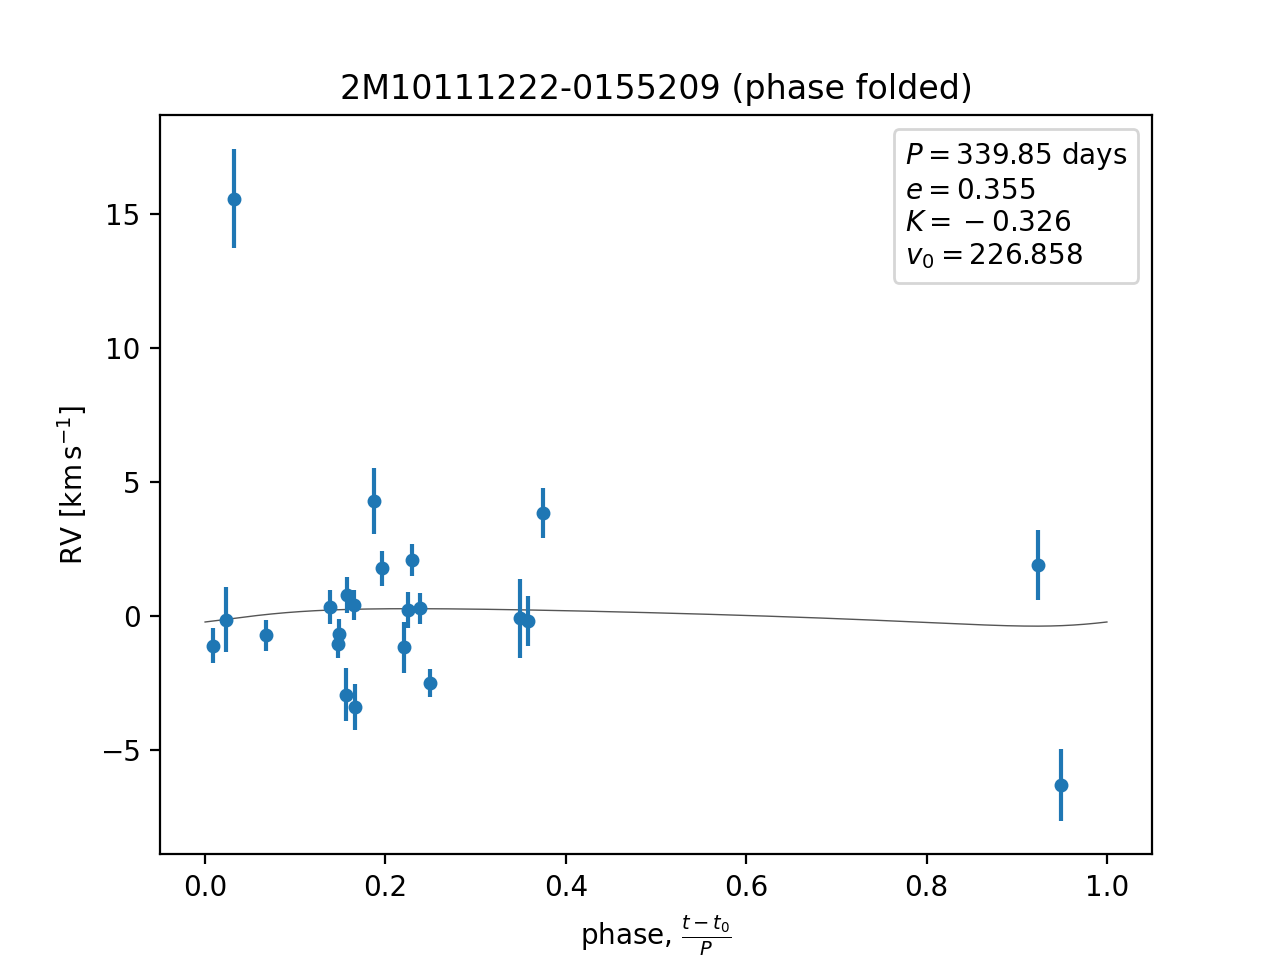 2M10111222-0155209 (phase folded)
P = 339.85 days
e = 0.355
K = −0.326
v₀ = 226.858
15
10
5
0
−5
RV [km s⁻¹]
0.0 0.2 0.4 0.6 0.8 1.0
phase, (t − t₀)/P